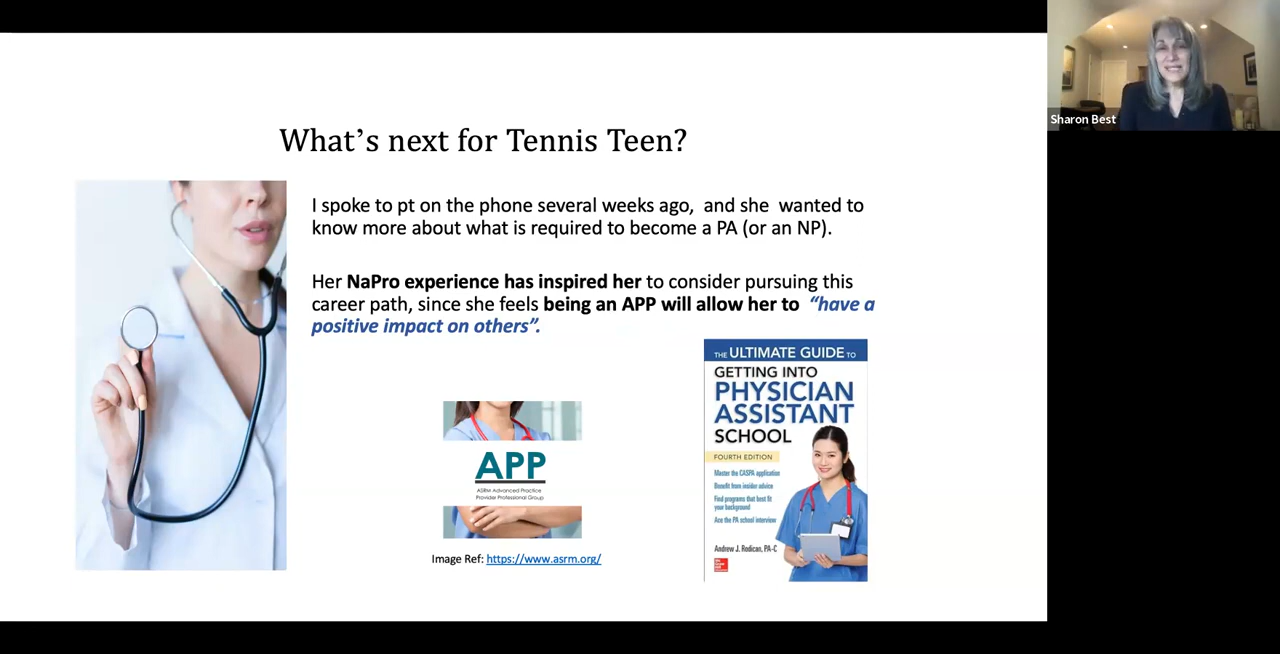 What’s next for Tennis Teen?
I spoke to pt on the phone several weeks ago, and she wanted to
know more about what is required to become a PA (or an NP).
Her NaPro experience has inspired her to consider pursuing this
career path, since she feels being an APP will allow her to “have a
positive impact on others”.
APP
ASRM Advanced Practice
Provider Professional Group
Image Ref: https://www.asrm.org/
THE ULTIMATE GUIDE TO
GETTING INTO
PHYSICIAN
ASSISTANT
SCHOOL
FOURTH EDITION
Master the CASPA application
Benefit from insider advice
Find programs that best fit
your background
Ace the PA school interview
Andrew J. Rodican, PA-C
Sharon Best